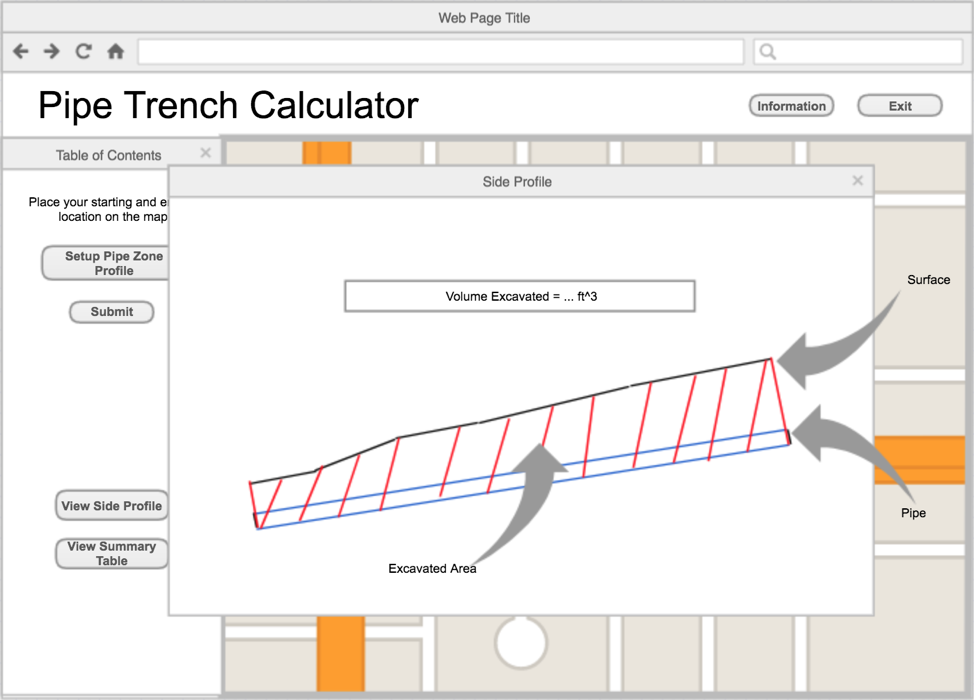 Web Page Title
Pipe Trench Calculator
Information
Exit
Table of Contents
Side Profile
Place your starting and e
location on the map
Setup Pipe Zone
Profile
Submit
Volume Excavated = ... ft^3
Surface
View Side Profile
View Summary
Table
Pipe
Excavated Area